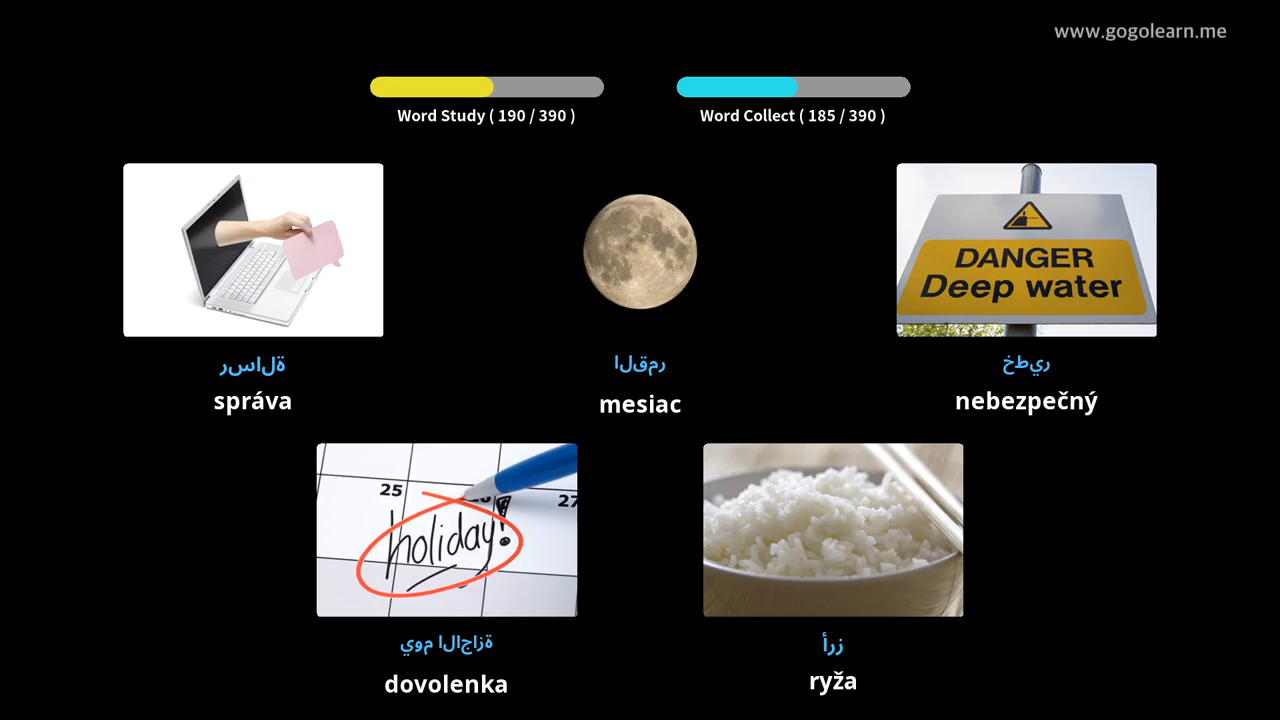 www.gogolearn.me
Word Study ( 190 / 390 )
Word Collect ( 185 / 390 )
DANGER
Deep water
رسالة
القمر
خطير
správa
mesiac
nebezpečný
25
27
holiday!
يوم الاجازة
أرز
dovolenka
ryža